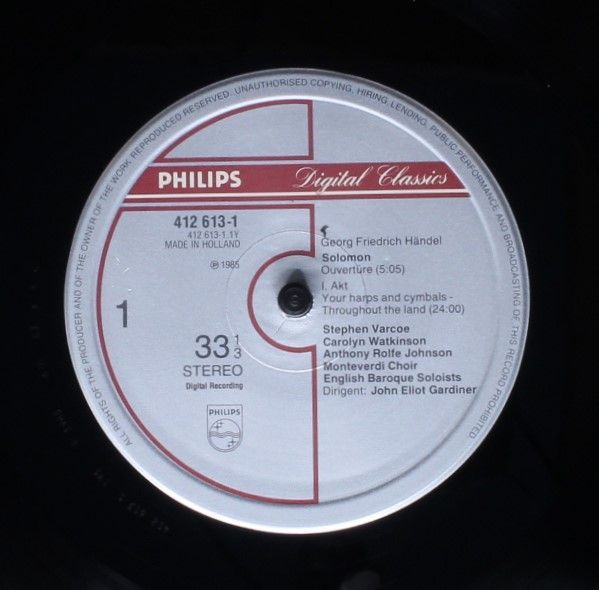 ALL RIGHTS OF THE PRODUCER AND OF THE OWNER OF THE WORK REPRODUCED RESERVED. UNAUTHORISED COPYING, HIRING, LENDING, PUBLIC PERFORMANCE AND BROADCASTING OF THIS RECORD PROHIBITED
PHILIPS Digital Classics
412 613-1
412 613-1.1Y
MADE IN HOLLAND
℗ 1985
1
33 1/3
STEREO
Digital Recording
PHILIPS
Georg Friedrich Händel
Solomon
Ouvertüre (5:05)
I. Akt
Your harps and cymbals -
Throughout the land (24:00)
Stephen Varcoe
Carolyn Watkinson
Anthony Rolfe Johnson
Monteverdi Choir
English Baroque Soloists
Dirigent: John Eliot Gardiner